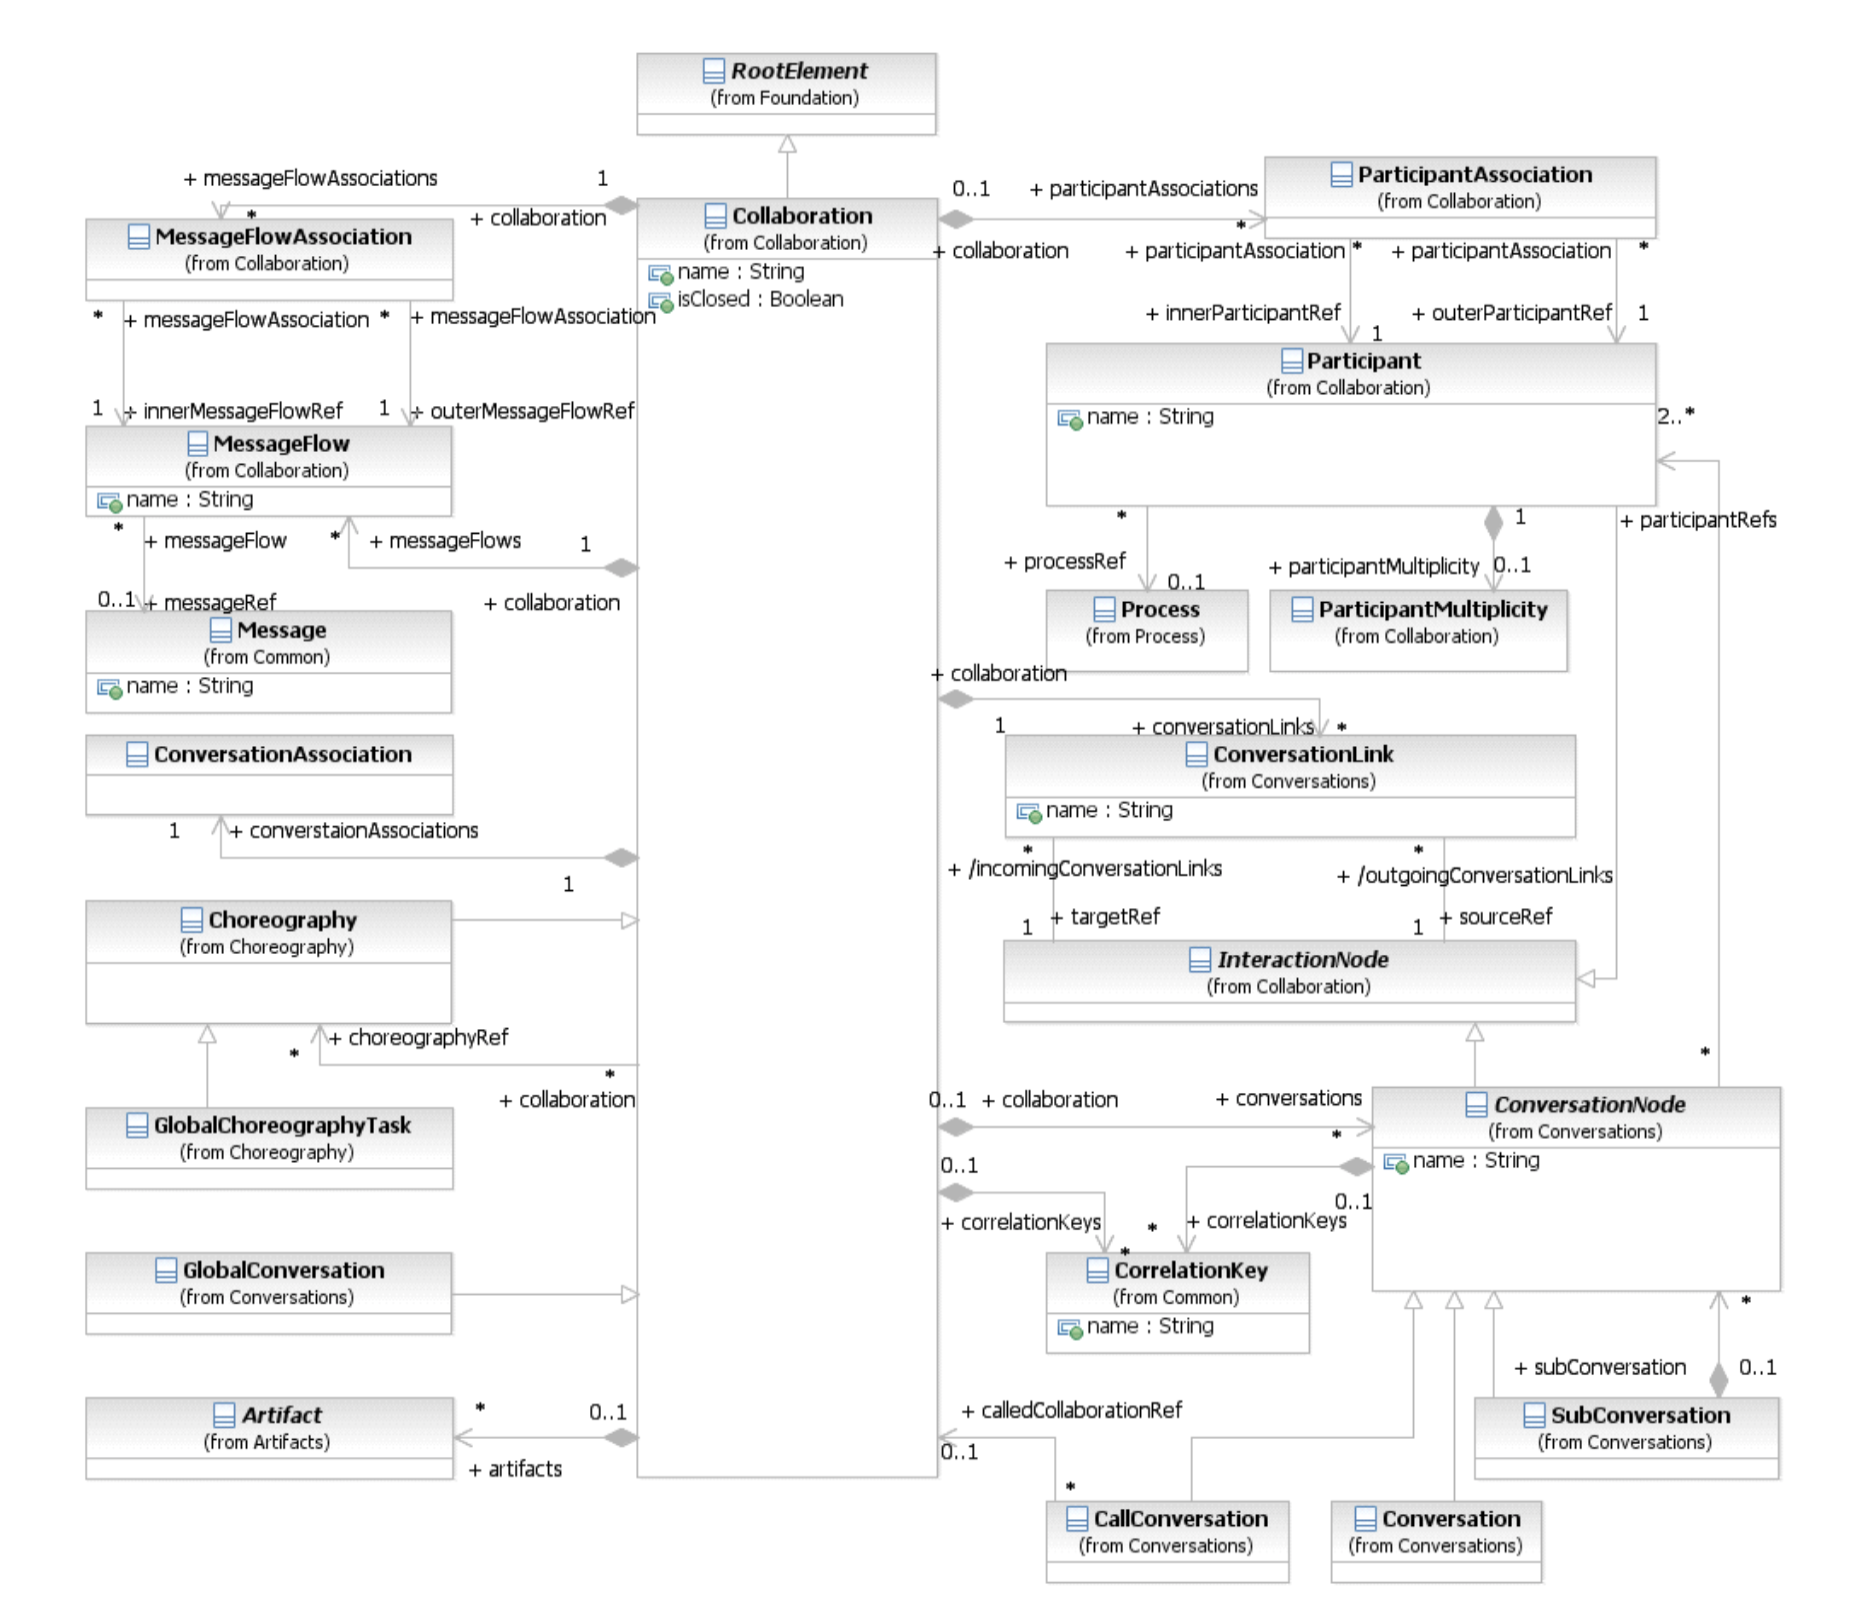 RootElement
(from Foundation)
+ messageFlowAssociations
1
*
+ collaboration
MessageFlowAssociation
(from Collaboration)
Collaboration
(from Collaboration)
name : String
isClosed : Boolean
0..1
+ participantAssociations
*
+ collaboration
ParticipantAssociation
(from Collaboration)
+ participantAssociation
*
+ participantAssociation
*
+ innerParticipantRef
1
+ outerParticipantRef
1
*
+ messageFlowAssociation
*
+ messageFlowAssociation
1
+ innerMessageFlowRef
1
+ outerMessageFlowRef
MessageFlow
(from Collaboration)
name : String
Participant
(from Collaboration)
name : String
2..*
*
+ messageFlow
*
+ messageFlows
1
0..1
+ messageRef
+ collaboration
*
+ processRef
0..1
1
+ participantMultiplicity
0..1
+ participantRefs
Message
(from Common)
name : String
Process
(from Process)
ParticipantMultiplicity
(from Collaboration)
+ collaboration
1
+ conversationLinks
*
ConversationAssociation
1
+ converstaionAssociations
1
ConversationLink
(from Conversations)
name : String
*
+ /incomingConversationLinks
*
+ /outgoingConversationLinks
1
+ targetRef
1
+ sourceRef
Choreography
(from Choreography)
InteractionNode
(from Collaboration)
*
+ choreographyRef
*
+ collaboration
*
GlobalChoreographyTask
(from Choreography)
0..1
+ collaboration
+ conversations
*
ConversationNode
(from Conversations)
name : String
0..1
+ correlationKeys
*
0..1
*
+ correlationKeys
CorrelationKey
(from Common)
name : String
GlobalConversation
(from Conversations)
*
+ subConversation
0..1
Artifact
(from Artifacts)
*
0..1
+ artifacts
+ calledCollaborationRef
0..1
*
SubConversation
(from Conversations)
CallConversation
(from Conversations)
Conversation
(from Conversations)